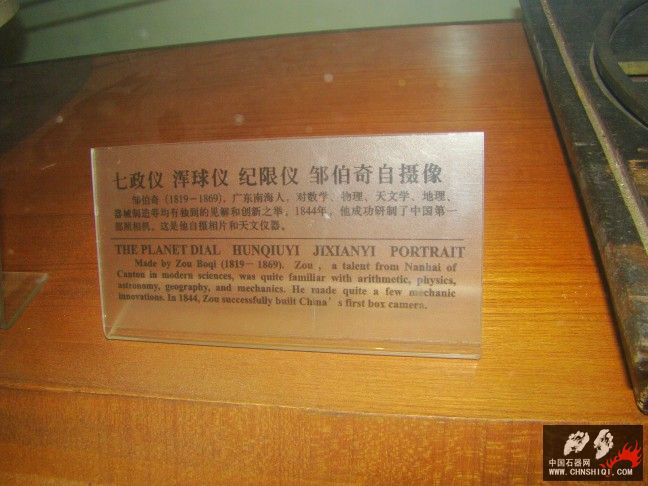 七政仪 浑球仪 纪限仪 邹伯奇自摄像
邹伯奇（1819－1869），广东南海人，对数学、物理、天文学、地理、
器械制造等均有独到的见解和创新之举，1844年，他成功研制了中国第一
部照相机。这是他自摄相片和天文仪器。
THE PLANET DIAL HUNQIUYI JIXIANYI PORTRAIT
Made by Zou Boqi (1819－1869). Zou , a talent from Nanhai of
Canton in modern sciences, was quite familiar with arithmetic, physics,
astronomy, geography, and mechanics. He made quite a few mechanic
innovations. In 1844, Zou successfully built China's first box camera.
中国石器网
WWW.CHNSHIQI.COM